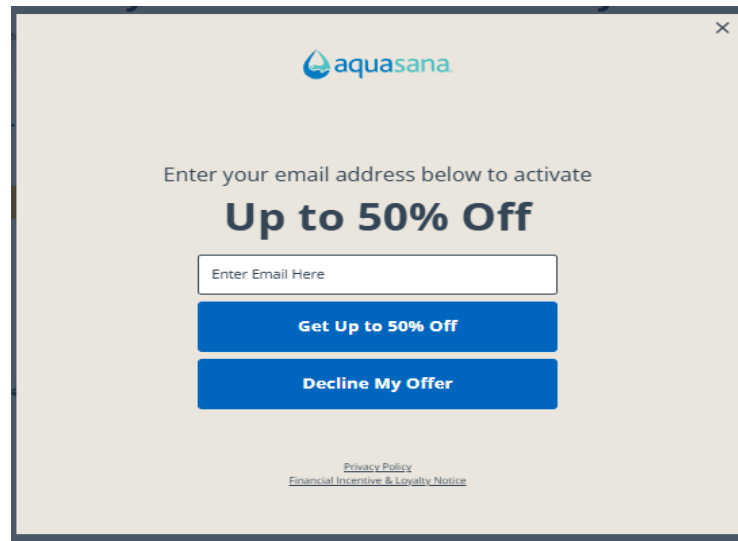 aquasana
Enter your email address below to activate
Up to 50% Off
Enter Email Here
Get Up to 50% Off
Decline My Offer
Privacy Policy
Financial Incentive & Loyalty Notice